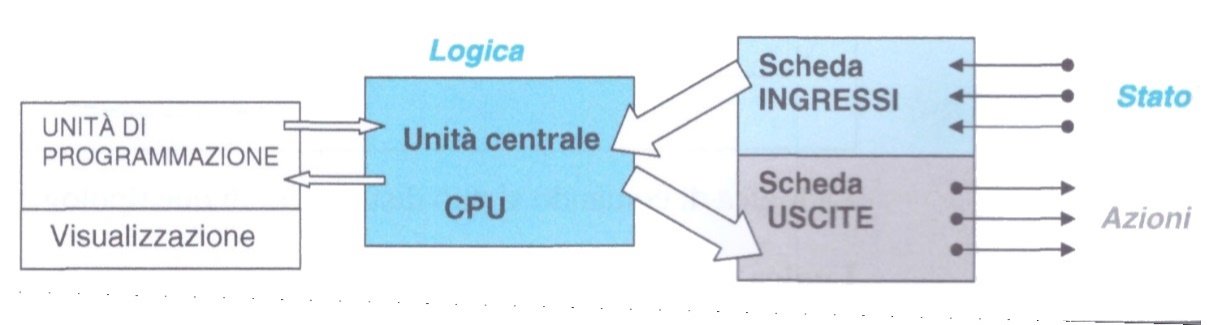 UNITÀ DI
PROGRAMMAZIONE
Visualizzazione
Logica
Unità centrale
CPU
Scheda
INGRESSI
Scheda
USCITE
Stato
Azioni